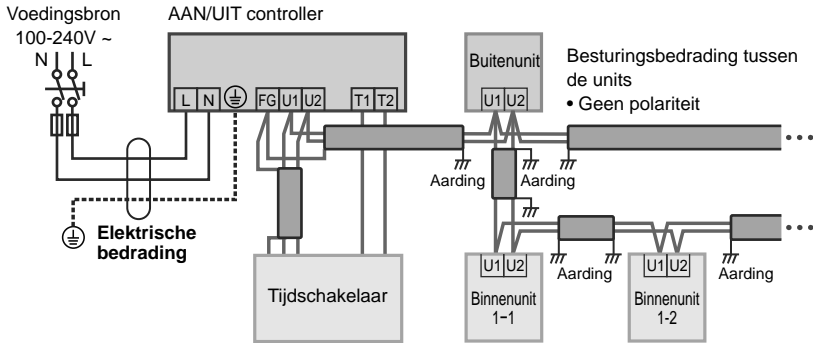 Voedingsbron
100-240V ~
N L
AAN/UIT controller
L N FG U1 U2 T1 T2
Buitenunit
U1 U2
Besturingsbedrading tussen
de units
• Geen polariteit
Aarding
Aarding
Elektrische
bedrading
Tijdschakelaar
U1 U2
Binnenunit
1-1
Aarding
U1 U2
Binnenunit
1-2
Aarding